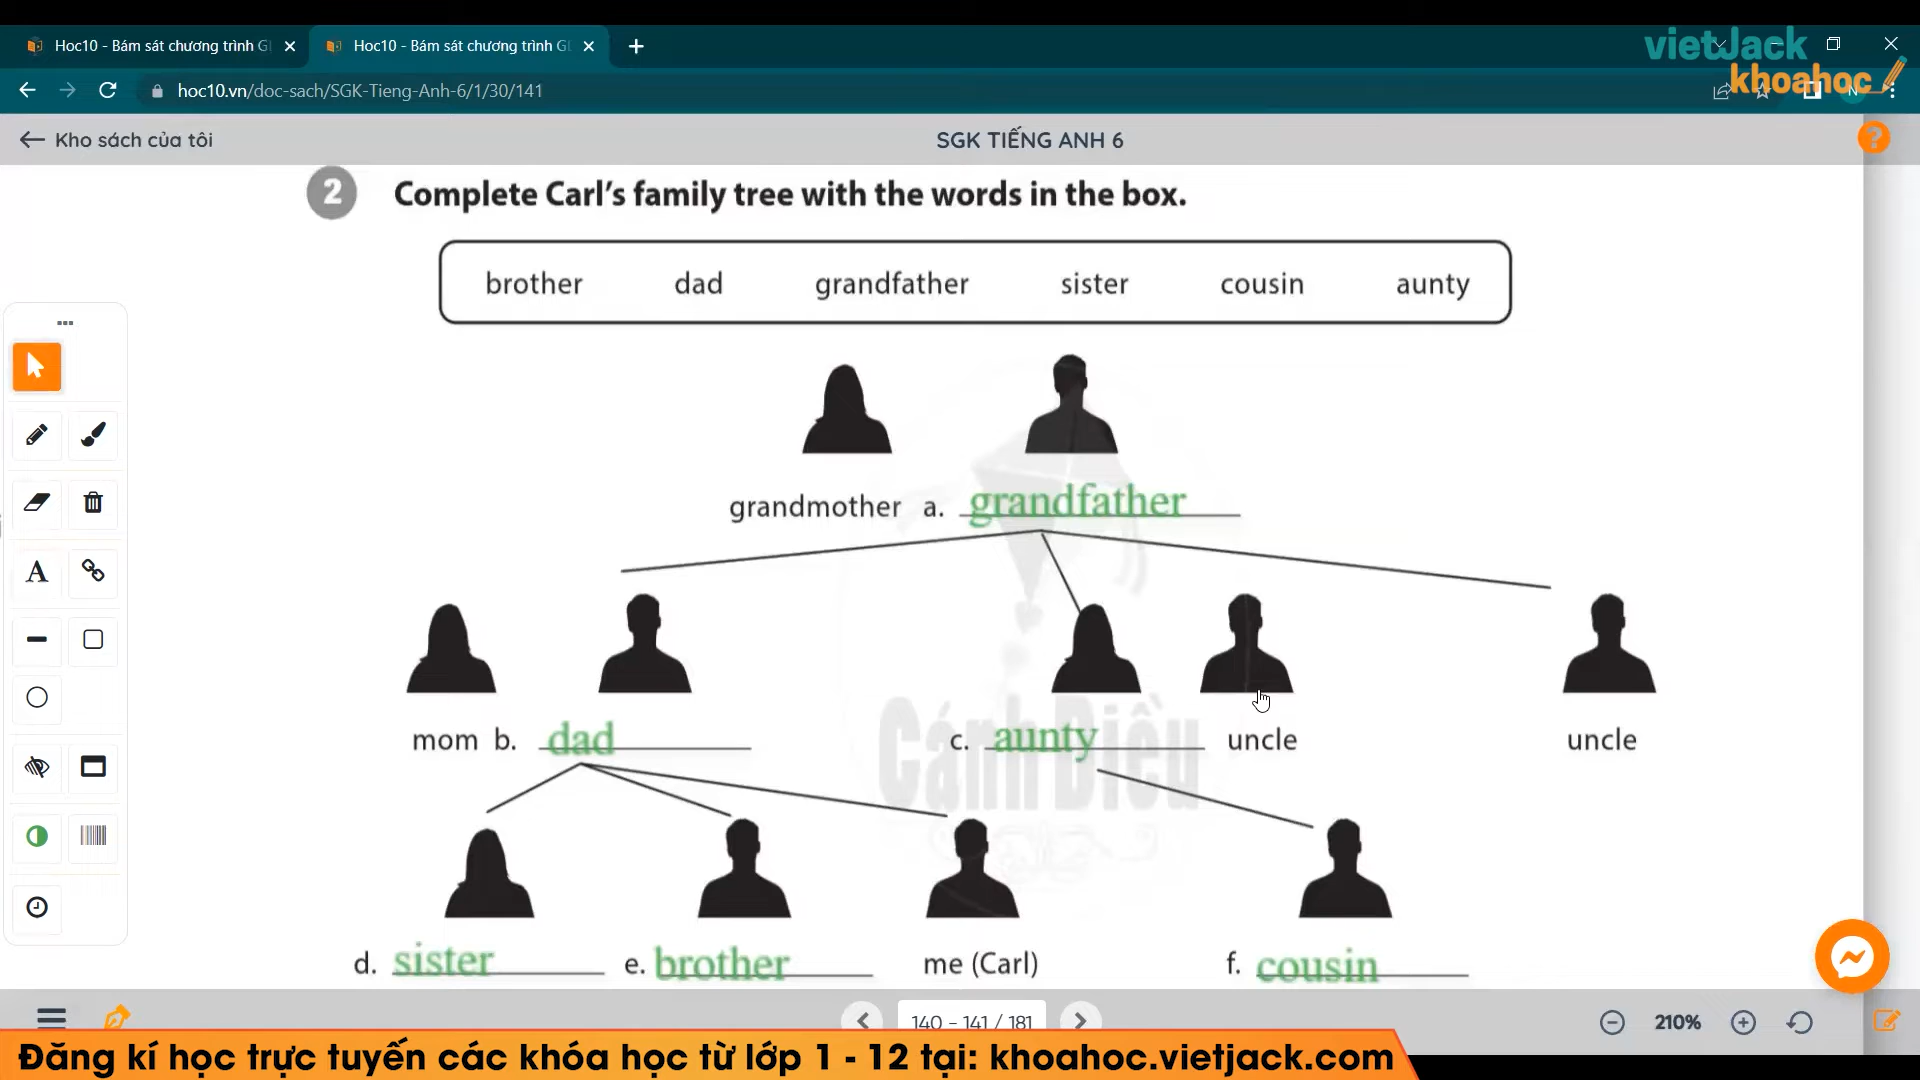 Hoc10 - Bám sát chương trình G
Hoc10 - Bám sát chương trình G
vietJack
khoahoc
hoc10.vn/doc-sach/SGK-Tieng-Anh-6/1/30/141
N
Kho sách của tôi
SGK TIẾNG ANH 6
?
2 Complete Carl's family tree with the words in the box.
brother dad grandfather sister cousin aunty
grandmother a. grandfather
mom b. dad c. aunty uncle uncle
Cánh Diều
d. sister e. brother me (Carl) f. cousin
A
140 - 141 / 181
210%
Đăng kí học trực tuyến các khóa học từ lớp 1 - 12 tại: khoahoc.vietjack.com